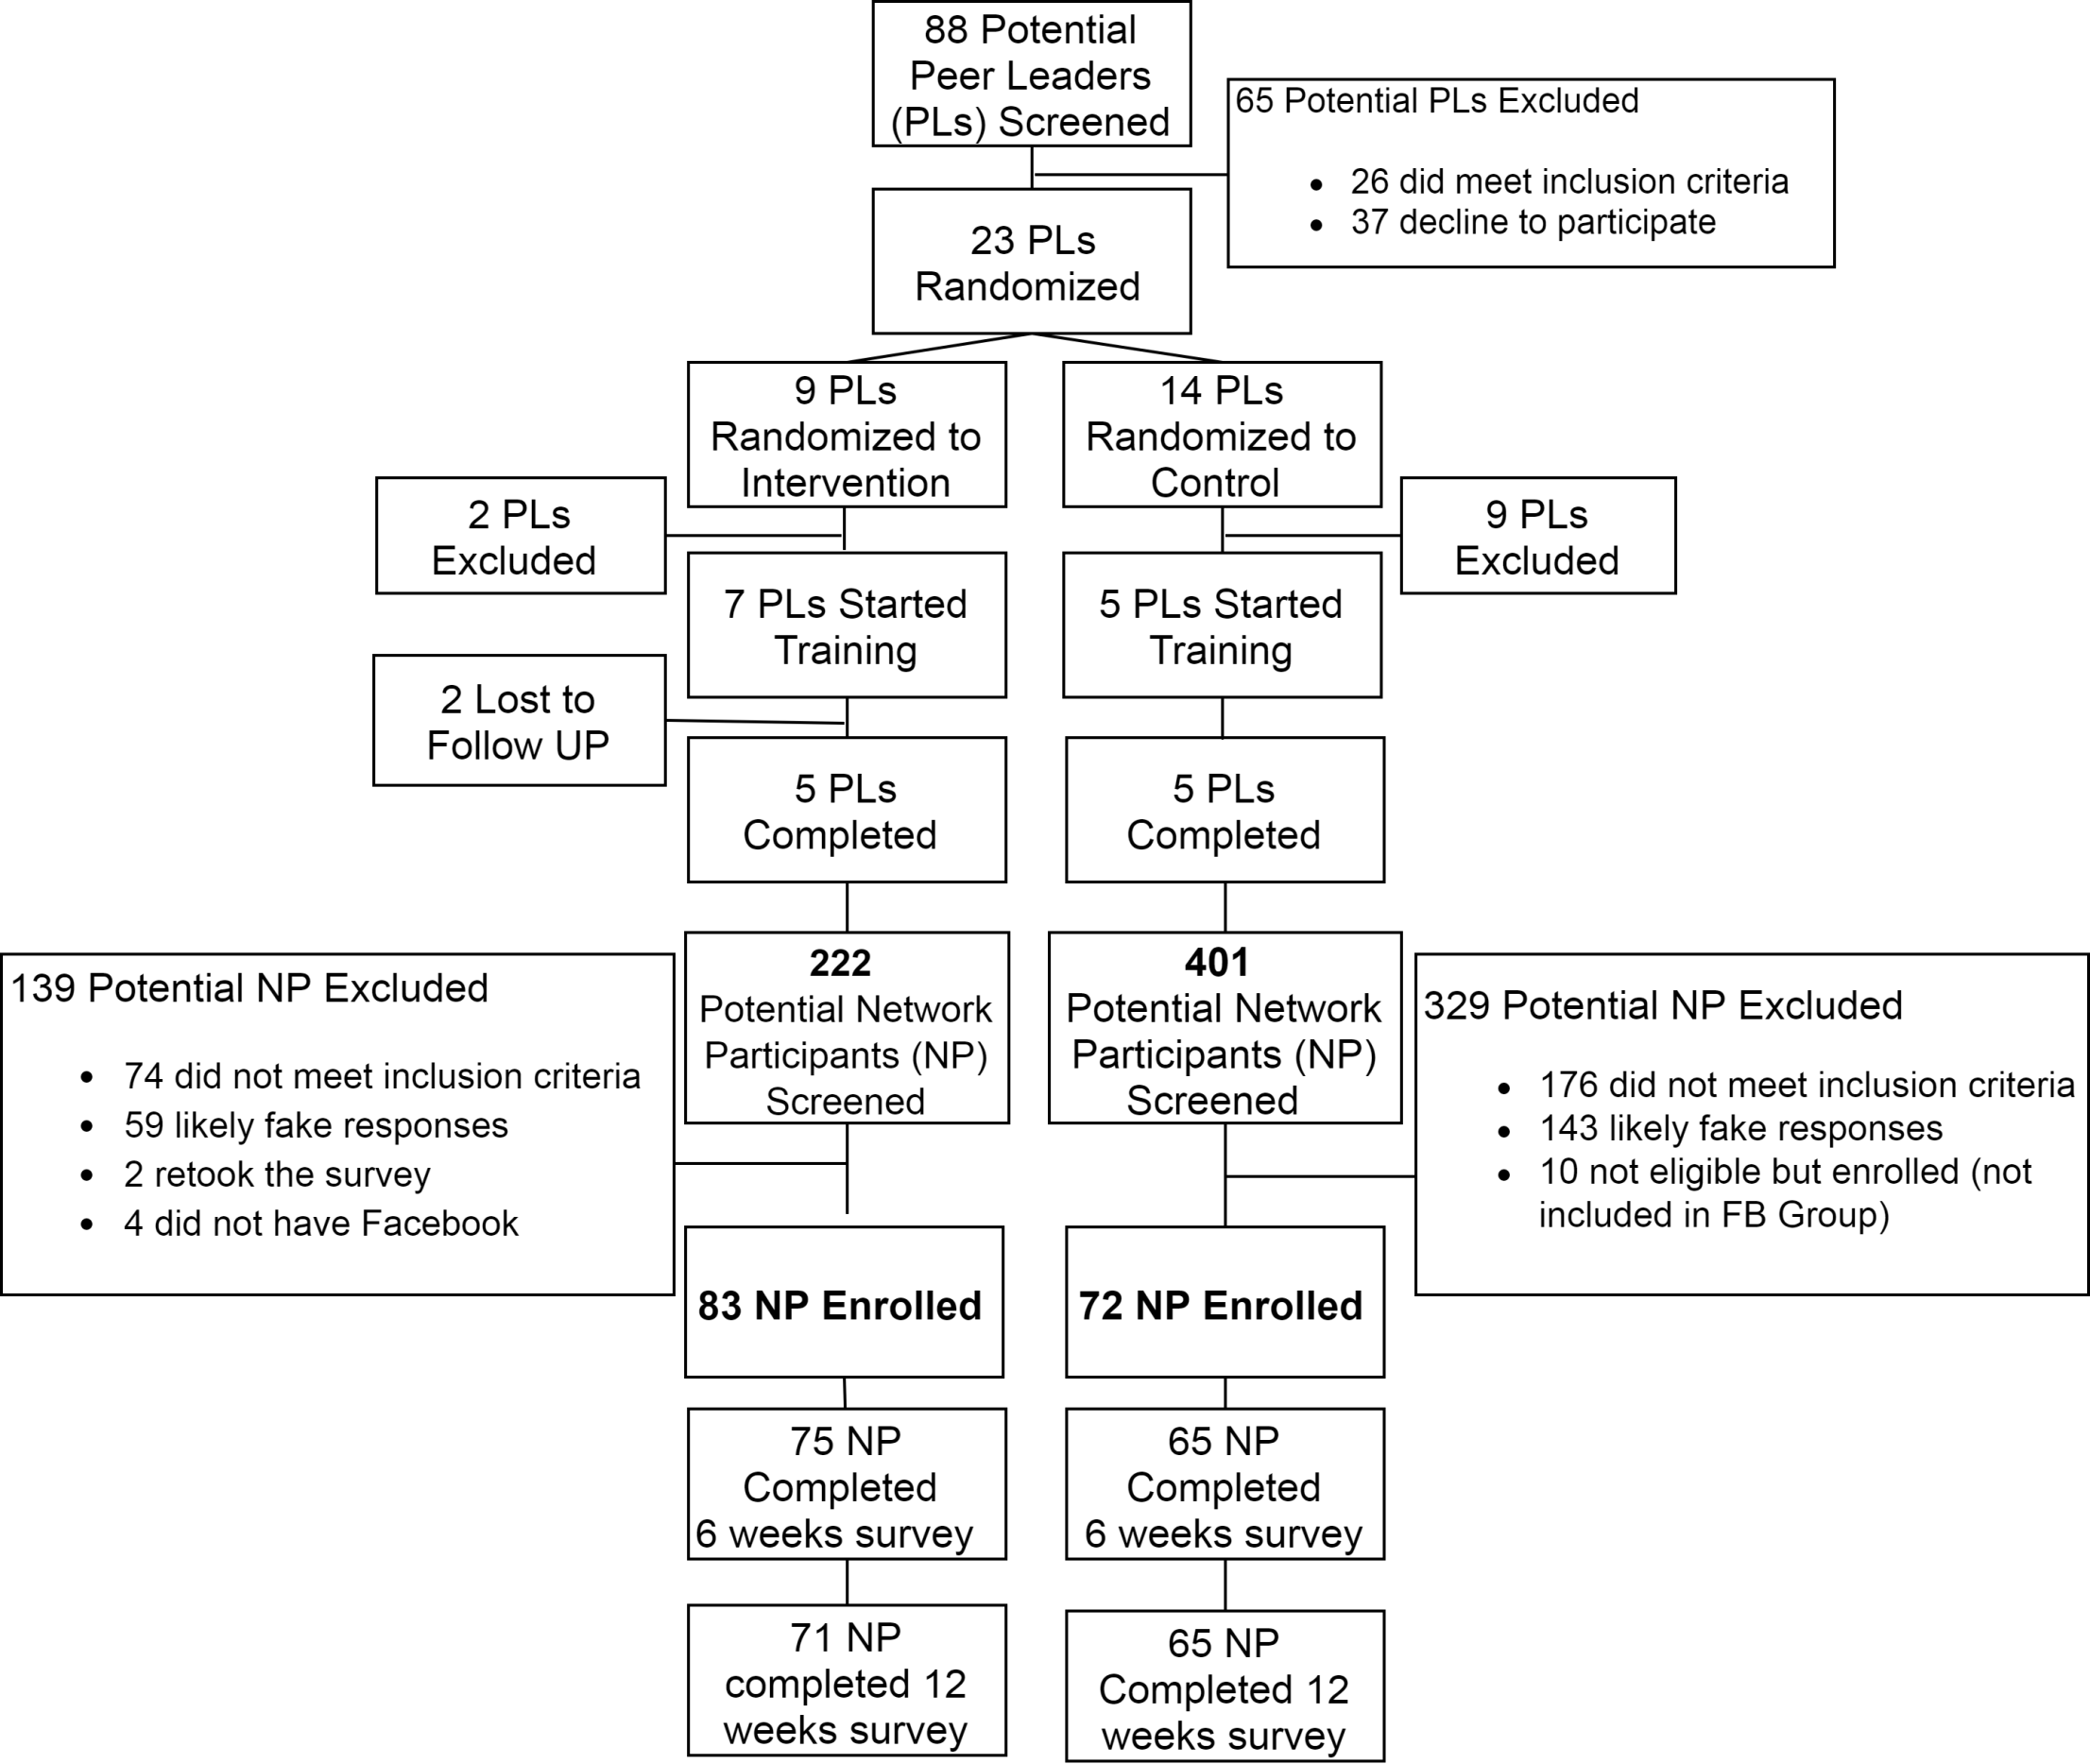 88 Potential
Peer Leaders
(PLs) Screened
65 Potential PLs Excluded
• 26 did meet inclusion criteria
• 37 decline to participate
23 PLs
Randomized
9 PLs
Randomized to
Intervention
14 PLs
Randomized to
Control
2 PLs
Excluded
9 PLs
Excluded
7 PLs Started
Training
5 PLs Started
Training
2 Lost to
Follow UP
5 PLs
Completed
5 PLs
Completed
222
Potential Network
Participants (NP)
Screened
401
Potential Network
Participants (NP)
Screened
139 Potential NP Excluded
• 74 did not meet inclusion criteria
• 59 likely fake responses
• 2 retook the survey
• 4 did not have Facebook
329 Potential NP Excluded
• 176 did not meet inclusion criteria
• 143 likely fake responses
• 10 not eligible but enrolled (not
included in FB Group)
83 NP Enrolled
72 NP Enrolled
75 NP
Completed
6 weeks survey
65 NP
Completed
6 weeks survey
71 NP
completed 12
weeks survey
65 NP
Completed 12
weeks survey